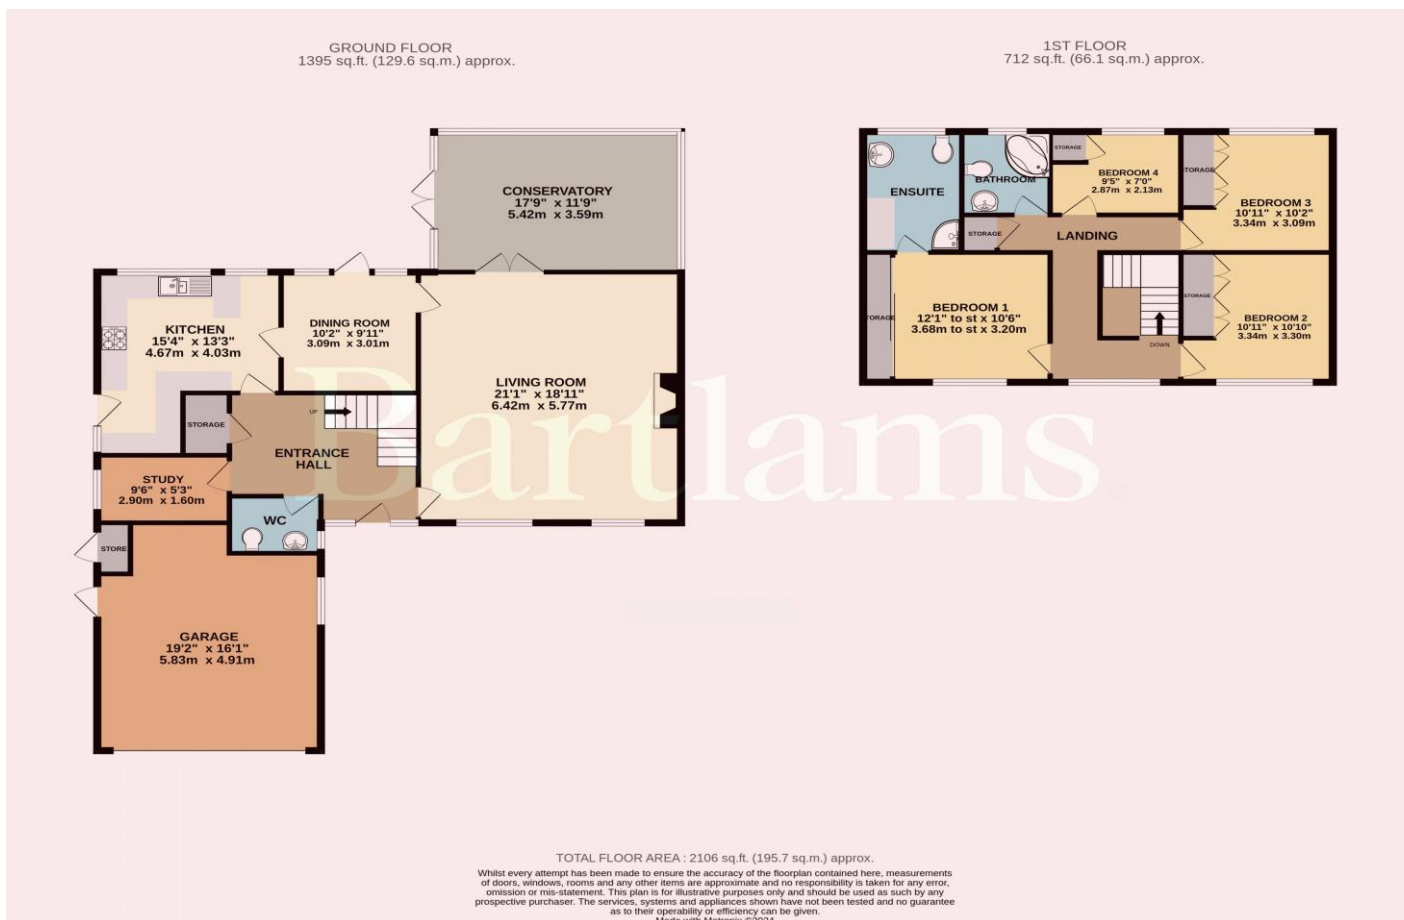 GROUND FLOOR
1395 sq.ft. (129.6 sq.m.) approx.
1ST FLOOR
712 sq.ft. (66.1 sq.m.) approx.
CONSERVATORY
17'9" x 11'9"
5.42m x 3.59m
KITCHEN
15'4" x 13'3"
4.67m x 4.03m
DINING ROOM
10'2" x 9'11"
3.09m x 3.01m
LIVING ROOM
21'1" x 18'11"
6.42m x 5.77m
UP
STORAGE
ENTRANCE
HALL
STUDY
9'6" x 5'3"
2.90m x 1.60m
WC
STORE
GARAGE
19'2" x 16'1"
5.83m x 4.91m
ENSUITE
BATHROOM
STORAGE
BEDROOM 4
9'5" x 7'0"
2.87m x 2.13m
TORAGE
BEDROOM 3
10'11" x 10'2"
3.34m x 3.09m
STORAGE
LANDING
TORAGE
BEDROOM 1
12'1" to st x 10'6"
3.68m to st x 3.20m
STORAGE
BEDROOM 2
10'11" x 10'10"
3.34m x 3.30m
DOWN
Bartlams.
TOTAL FLOOR AREA : 2106 sq.ft. (195.7 sq.m.) approx.
Whilst every attempt has been made to ensure the accuracy of the floorplan contained here, measurements
of doors, windows, rooms and any other items are approximate and no responsibility is taken for any error,
omission or mis-statement. This plan is for illustrative purposes only and should be used as such by any
prospective purchaser. The services, systems and appliances shown have not been tested and no guarantee
as to their operability or efficiency can be given.
Made with Metropix ©2024